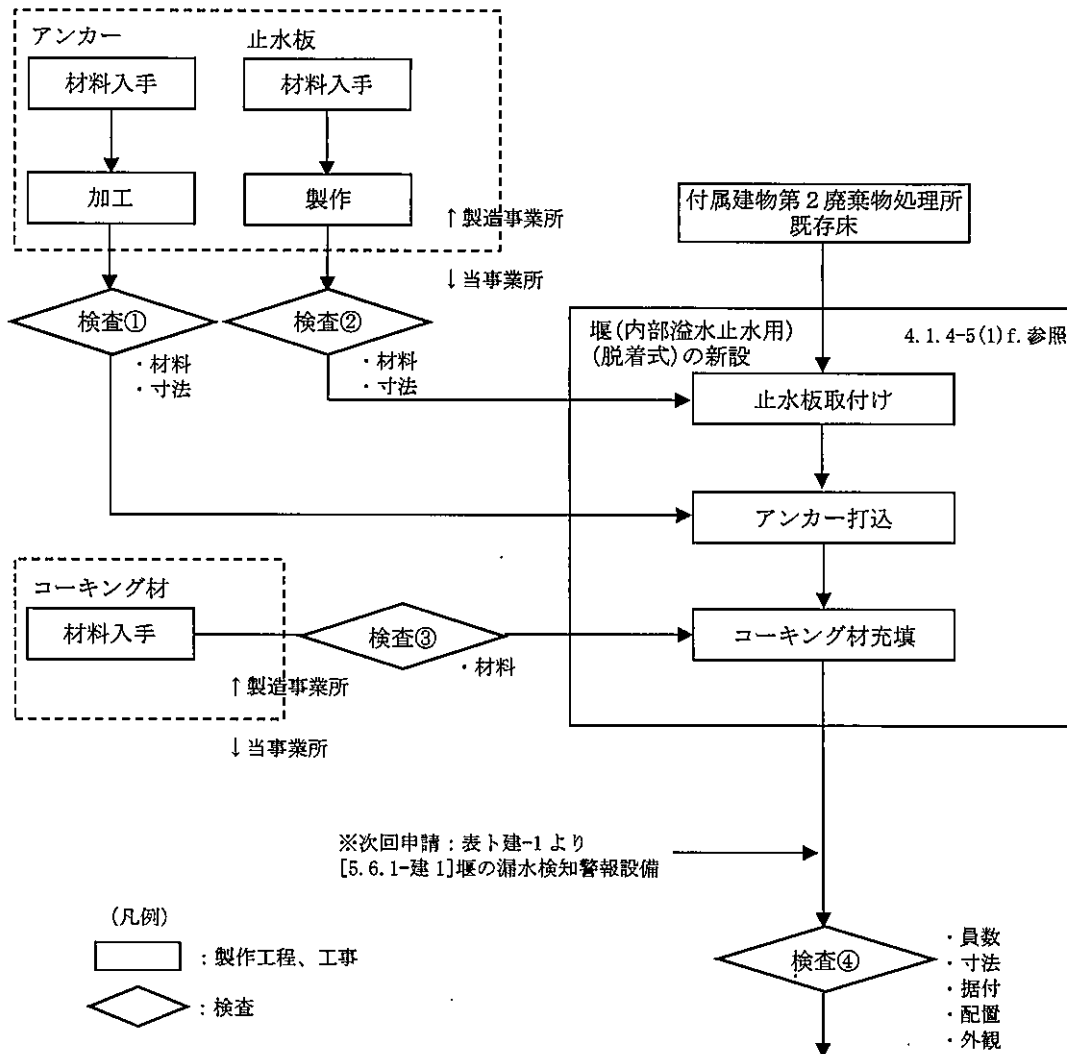 アンカー
止水板
材料入手
材料入手
加工
製作
↑製造事業所
↓当事業所
付属建物第2廃棄物処理所
既存床
検査①
・材料
・寸法
検査②
・材料
・寸法
堰(内部溢水止水用)
(脱着式)の新設
4.1.4-5(1)f.参照
止水板取付け
アンカー打込
コーキング材
材料入手
検査③
・材料
コーキング材充填
↑製造事業所
↓当事業所
※次回申請:表ト建-1より
[5.6.1-建1]堰の漏水検知警報設備
(凡例)
:製作工程、工事
:検査
検査④
・員数
・寸法
・据付
・配置
・外観